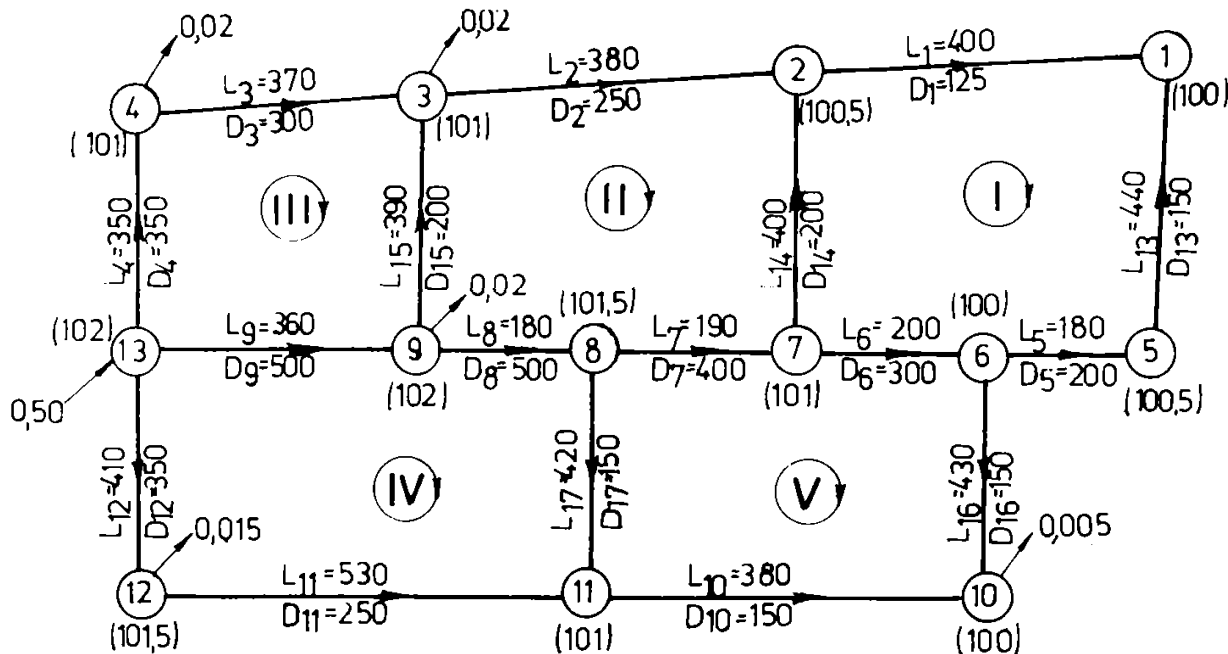 0,02
0,02
L3=370
D3=300
L2=380
D2=250
L1=400
D1=125
4
3
2
1
(101)
(101)
(100,5)
(100)
III
II
I
L4=350
D4=350
L15=390
D15=200
L14=400
D14=200
L13=440
D13=150
0,02
(102)
(101,5)
(100)
L9=360
D9=500
L8=180
D8=500
L7=190
D7=400
L6=200
D6=300
L5=180
D5=200
13
9
8
7
6
5
(102)
(101)
(100,5)
0,50
L12=410
D12=350
IV
L17=420
D17=150
V
L16=430
D16=150
0,015
0,005
12
11
10
L11=530
D11=250
L10=380
D10=150
(101,5)
(101)
(100)